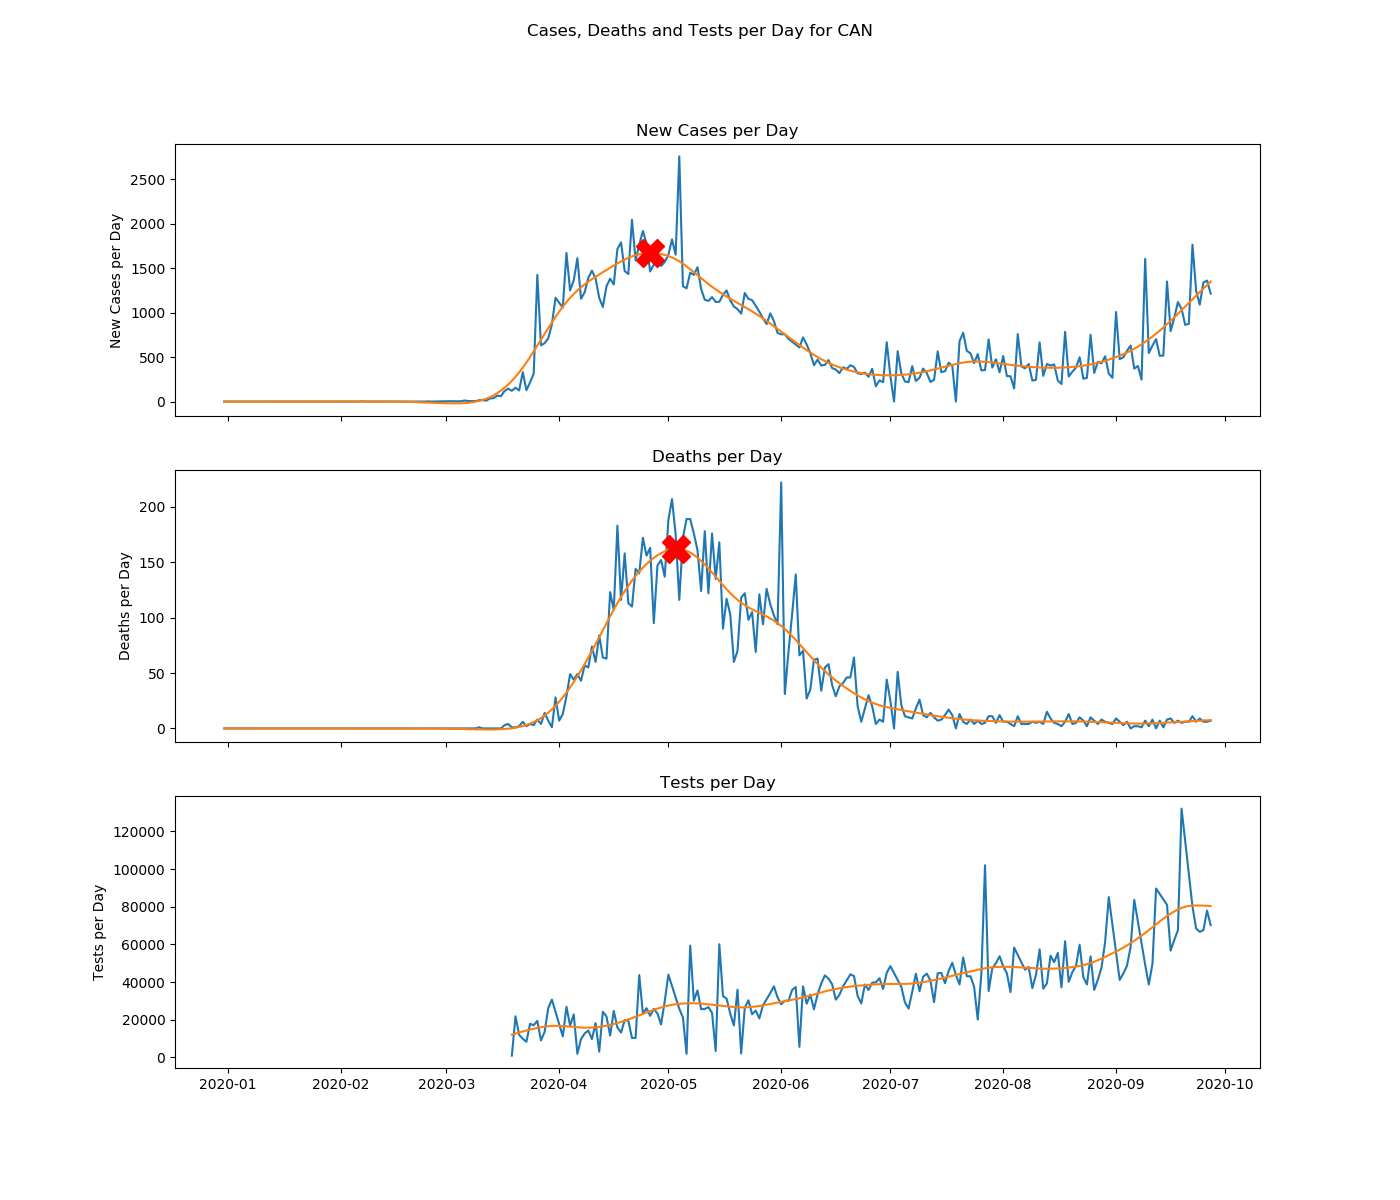 Cases, Deaths and Tests per Day for CAN
New Cases per Day
New Cases per Day
2500
2000
1500
1000
500
0
Deaths per Day
Deaths per Day
200
150
100
50
0
Tests per Day
Tests per Day
120000
100000
80000
60000
40000
20000
0
2020-01 2020-02 2020-03 2020-04 2020-05 2020-06 2020-07 2020-08 2020-09 2020-10